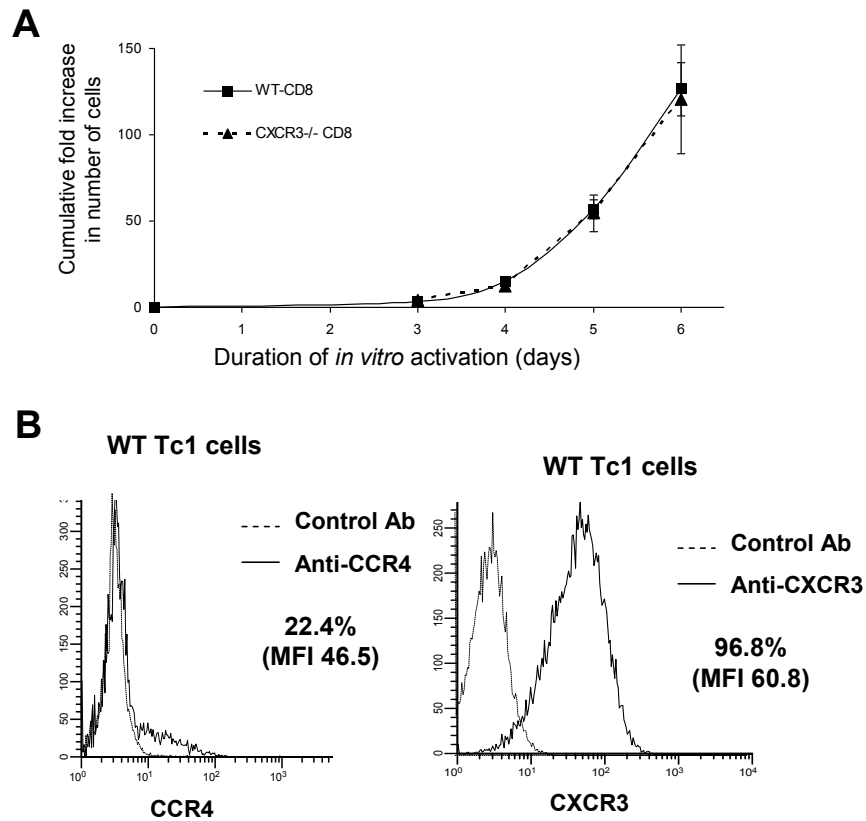 A
150
100
50
0
Cumulative fold increase
in number of cells
WT-CD8
CXCR3-/- CD8
0 1 2 3 4 5 6
Duration of in vitro activation (days)
B
WT Tc1 cells
300
250
200
150
100
50
0
Control Ab
Anti-CCR4
22.4%
(MFI 46.5)
10⁰ 10¹ 10² 10³
CCR4
WT Tc1 cells
250
200
150
100
50
0
Control Ab
Anti-CXCR3
96.8%
(MFI 60.8)
10⁰ 10¹ 10² 10³ 10⁴
CXCR3